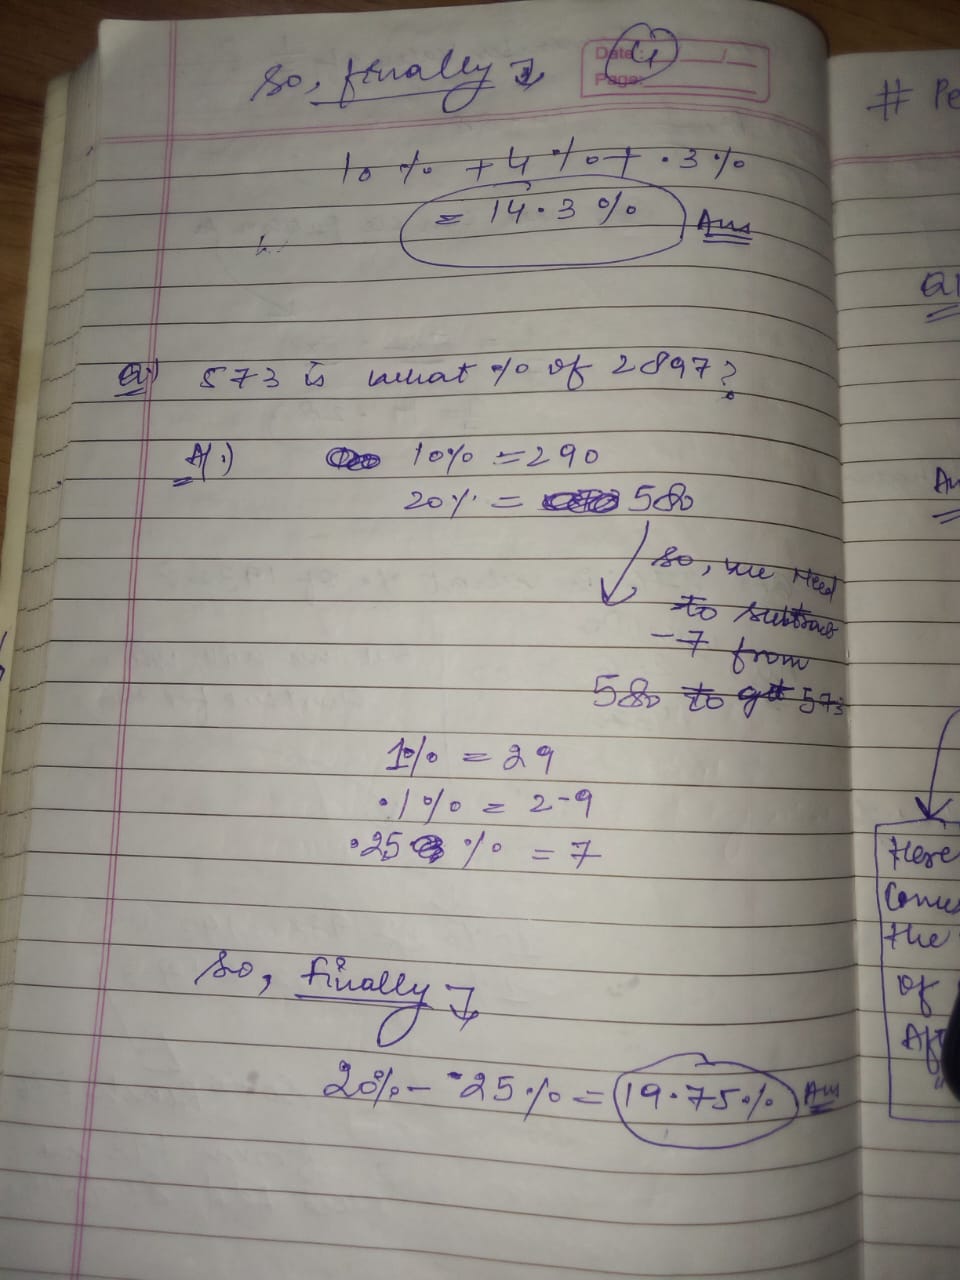 So, finally
Date: 4
Page:
10% + 4% + .3%
= 14.3% Ans
Q) 573 is what % of 2897?
A(.) 10% = 290
20% = 580
So, we need
to subtract
-7 from
580 to get 573
1% = 29
.1% = 2-9
.25 % = 7
So, finally
20% - .25% = 19.75% Ans
# Pe
Q1
An
Here
Comes
the
of
Aft